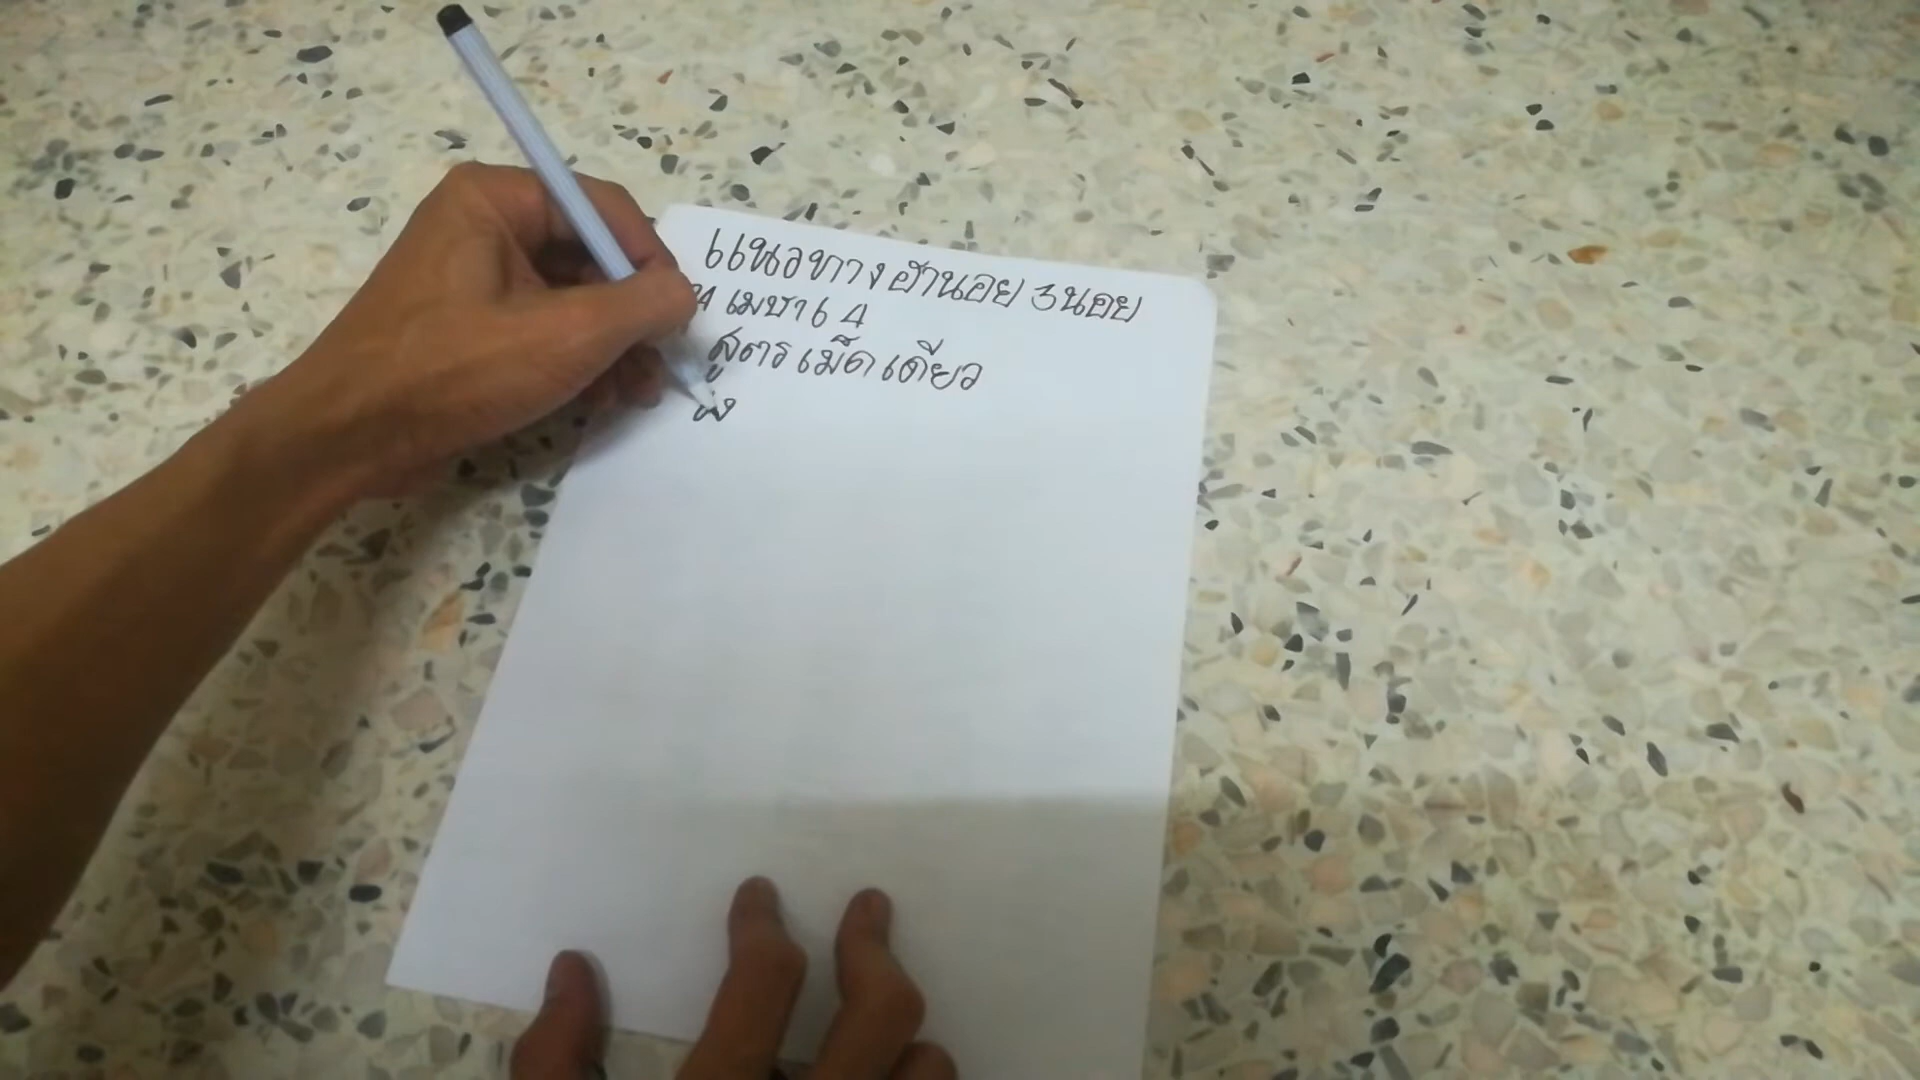 แนวทางฮานอย 3นอย
24 เมษา 64
สูตรเม็ดเดียว